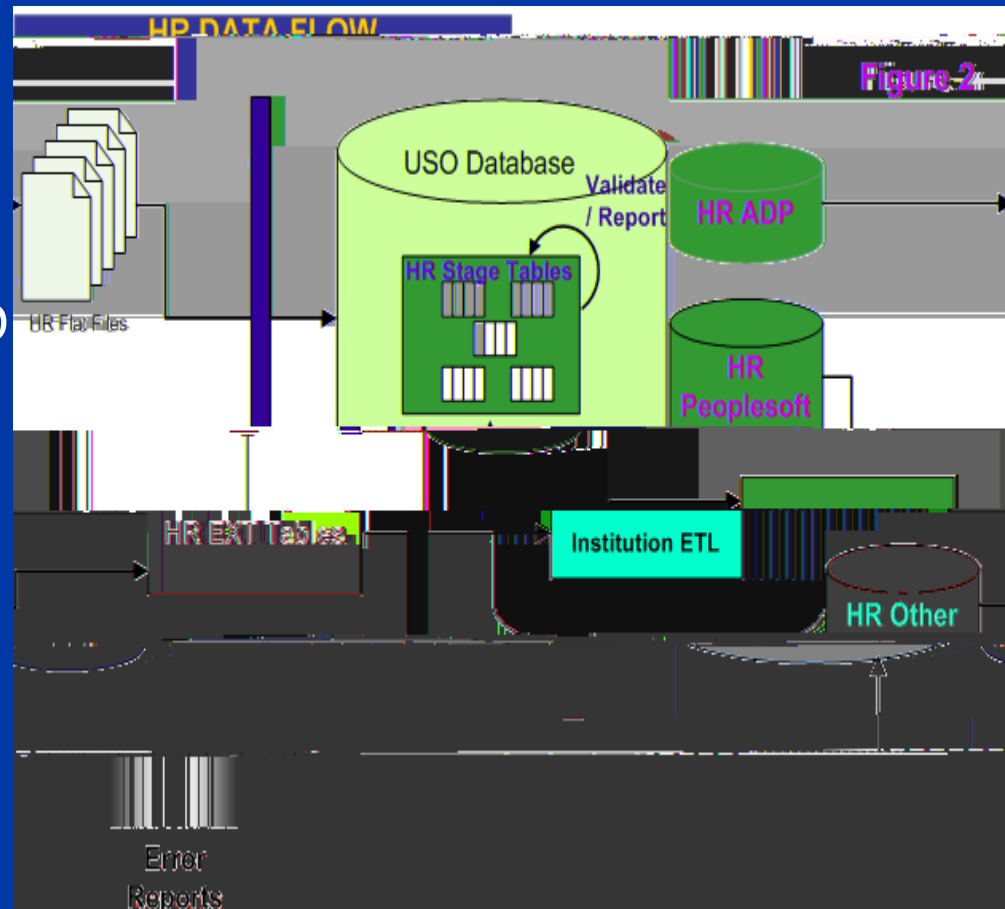 HR DATA FLOW
Figure 2
USO Database
Validate
/ Report
HR ADP
HR Stage Tables
HR Flat Files
HR
Peoplesoft
HR EXT Tables
Institution ETL
HR Other
Error
Reports